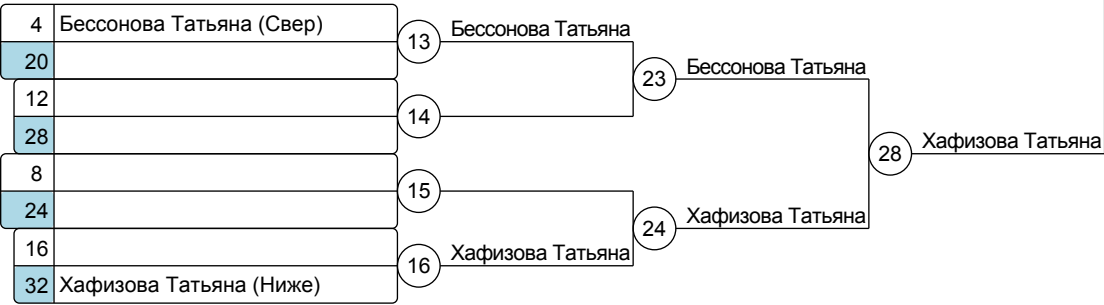 4 Бессонова Татьяна (Свер)
13 Бессонова Татьяна
20
23 Бессонова Татьяна
12
14
28
28 Хафизова Татьяна
8
15
24
24 Хафизова Татьяна
16
16 Хафизова Татьяна
32 Хафизова Татьяна (Ниже)